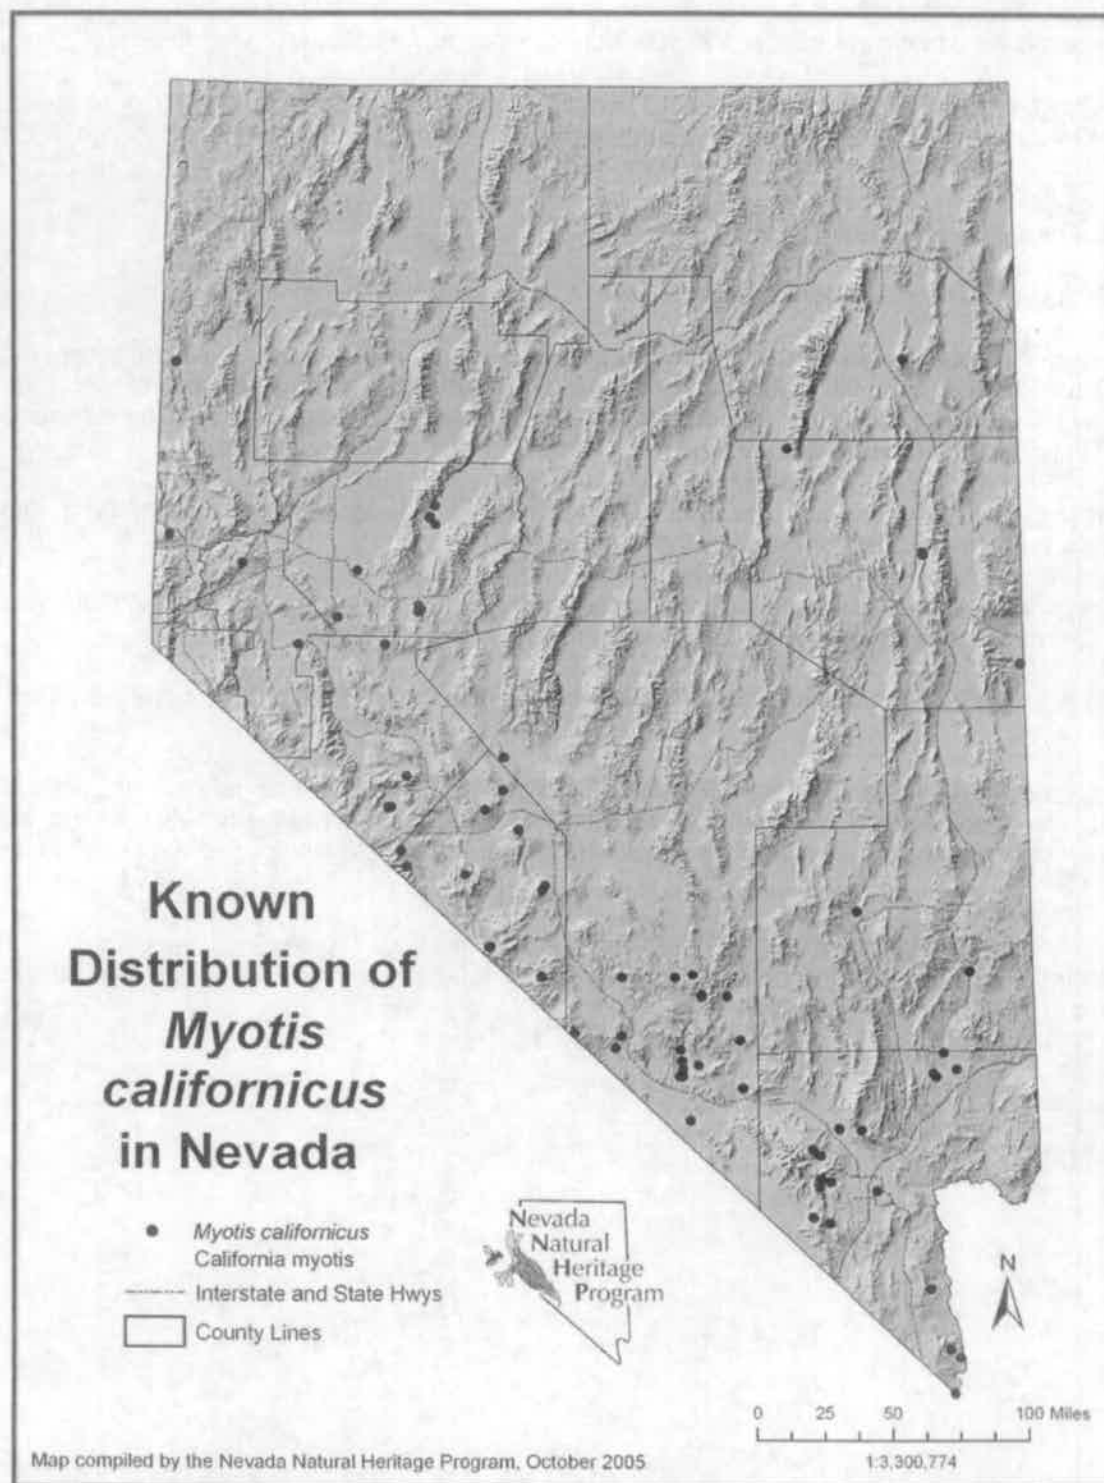 Known
Distribution of
Myotis
californicus
in Nevada
Myotis californicus
California myotis
Interstate and State Hwys
County Lines
Nevada
Natural
Heritage
Program
N
0 25 50 100 Miles
1:3,300,774
Map compiled by the Nevada Natural Heritage Program, October 2005